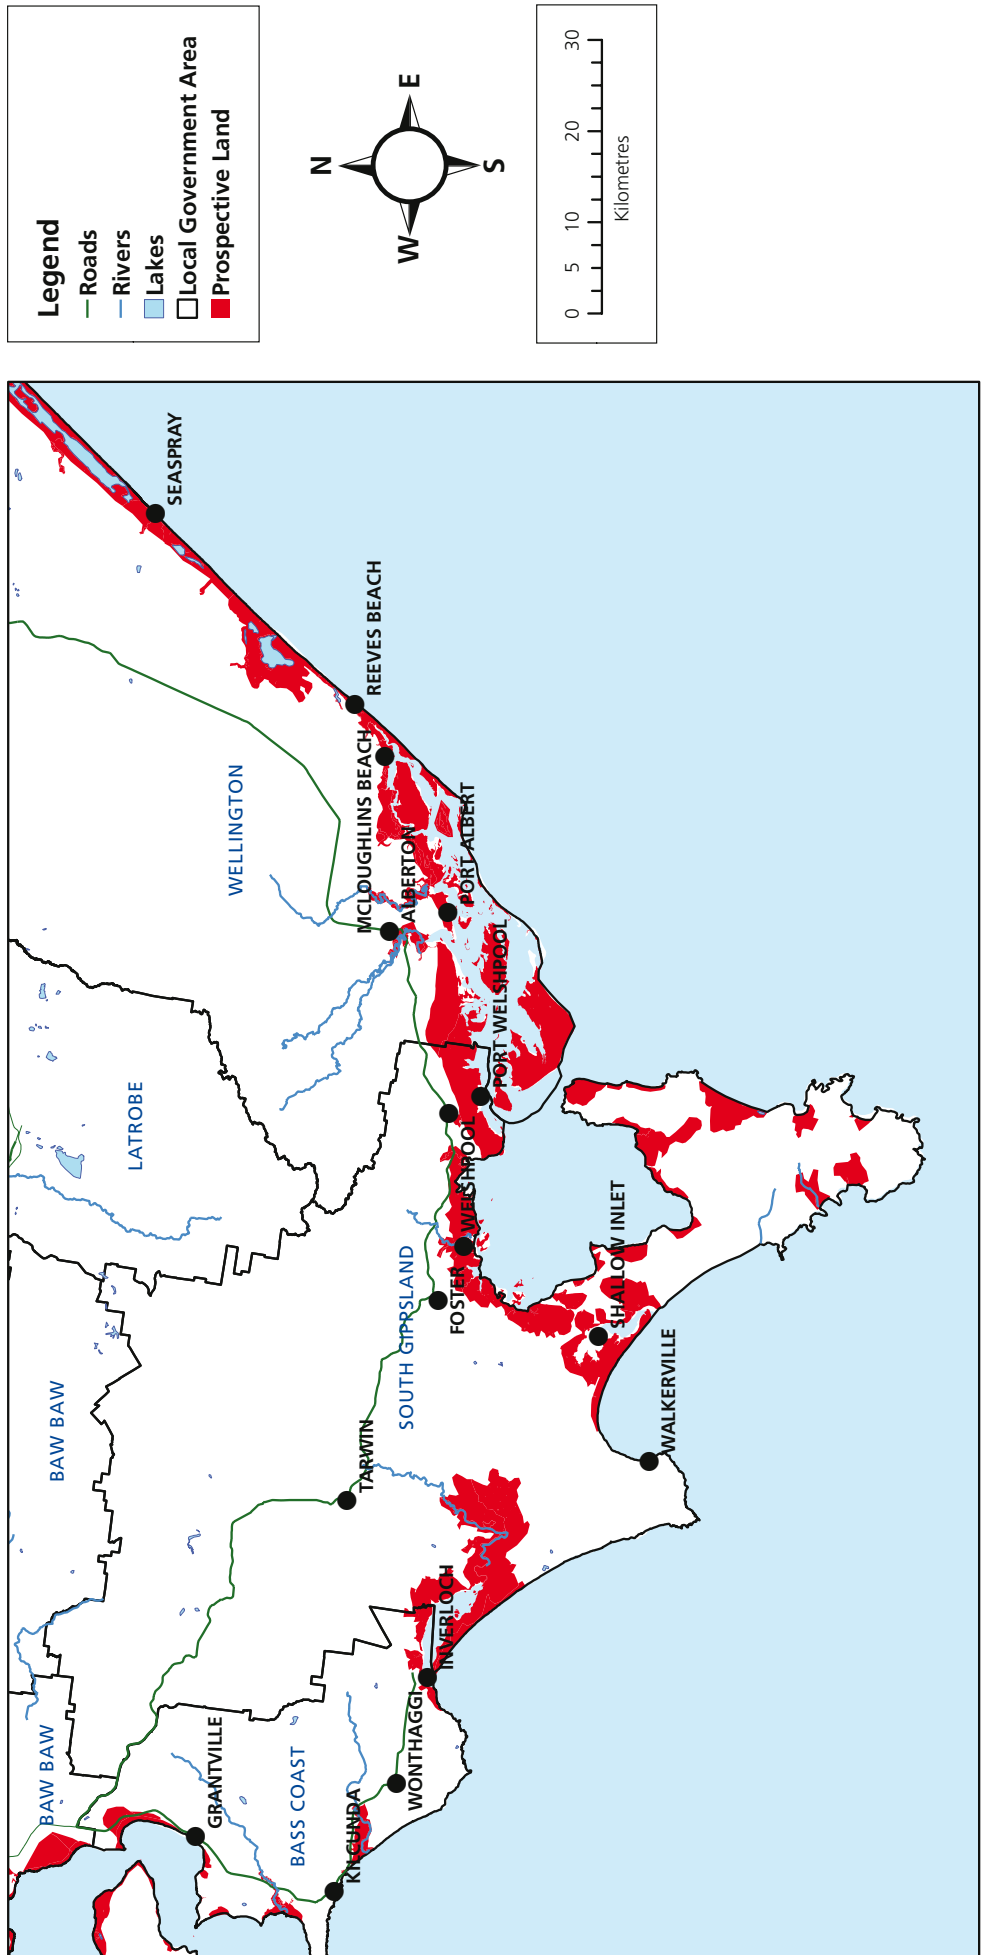 Legend
Roads
Rivers
Lakes
Local Government Area
Prospective Land
N
E
S
W
0 5 10 20 30
Kilometres
BAW BAW
BAW BAW
LATROBE
WELLINGTON
SOUTH GIPPSLAND
BASS COAST
GRANTVILLE
KILCUNDA
WONTHAGGI
INVERLOCH
TARWIN
WALKERVILLE
SHALLOW INLET
FOSTER
WELSHPOOL
PORT WELSHPOOL
ALBERTON
PORT ALBERT
MCLOUGHLINS BEACH
REEVES BEACH
SEASPRAY